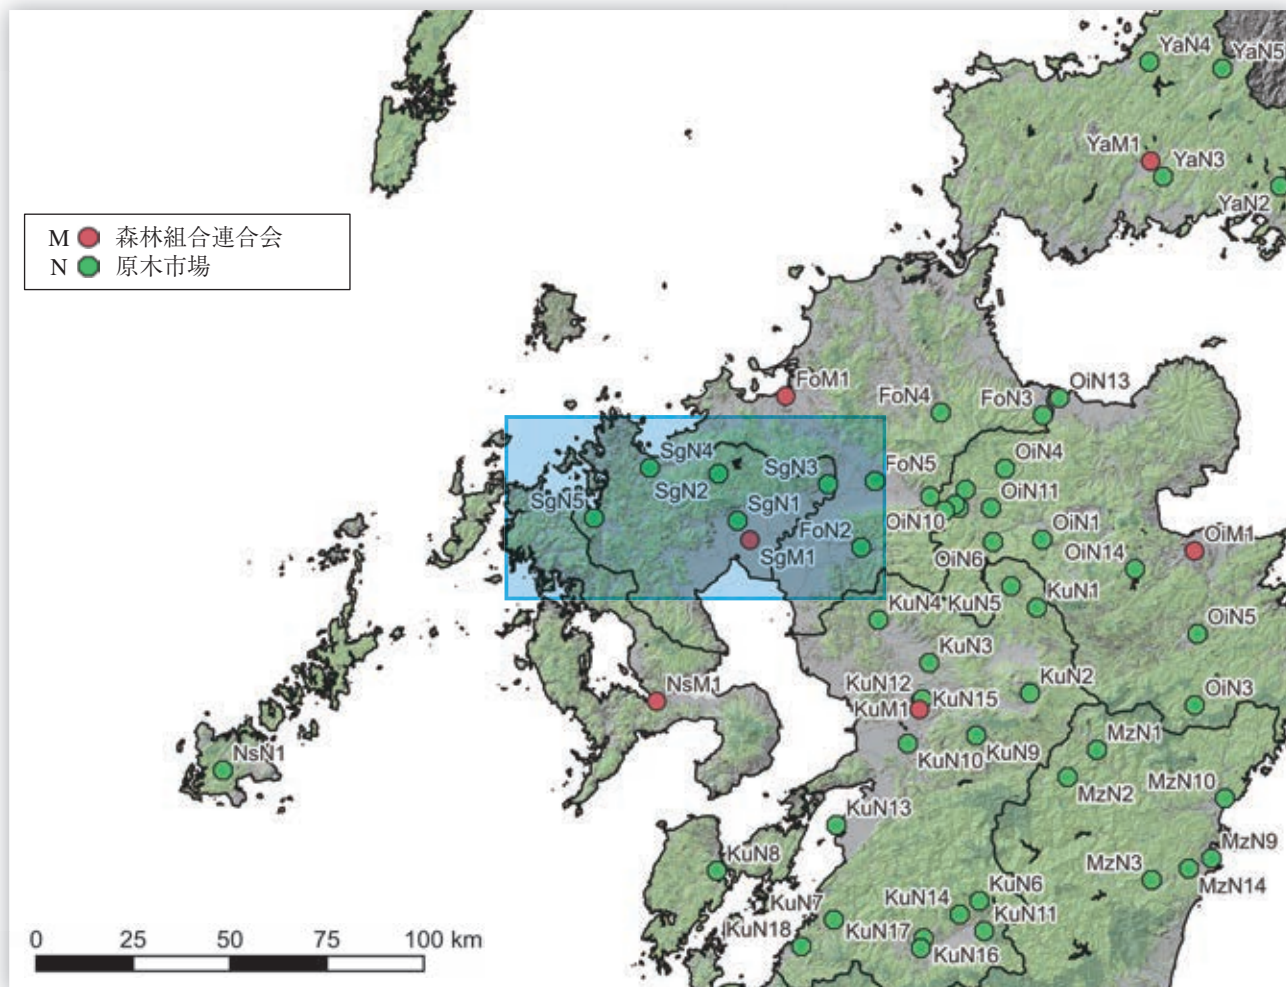 YaN4
YaN5
YaM1
YaN3
YaN2
M 森林組合連合会
N 原木市場
FoM1
FoN4
FoN3
OiN13
SgN4
SgN2
SgN3
FoN5
OiN4
OiN11
SgN5
SgN1
SgM1
FoN2
OiN10
OiN1
OiN6
OiN14
OiM1
KuN4
KuN5
KuN1
OiN5
KuN3
KuN12
KuN15
KuM1
KuN2
OiN3
NsM1
NsN1
KuN10
KuN9
MzN1
MzN2
MzN10
KuN13
KuN8
MzN9
MzN3
MzN14
KuN7
KuN14
KuN6
KuN11
KuN18
KuN17
KuN16
0 25 50 75 100 km